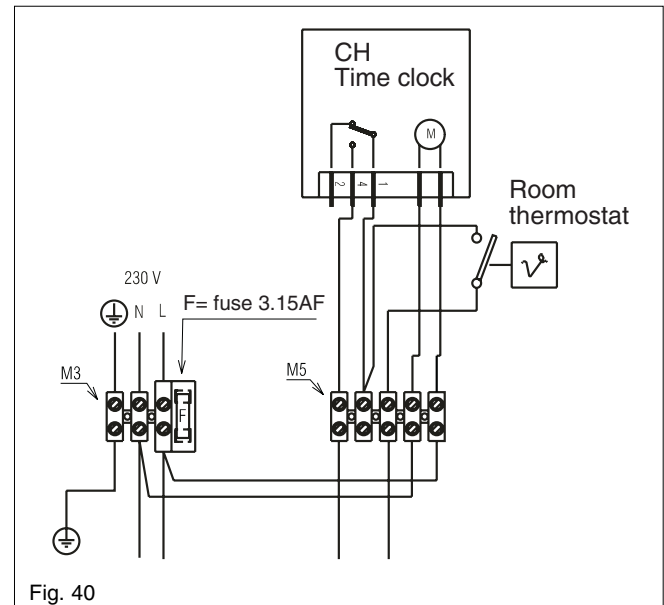 CH
Time clock
M
2 4 1
Room
thermostat
230 V
N L
F= fuse 3.15AF
M3
F
M5
Fig. 40